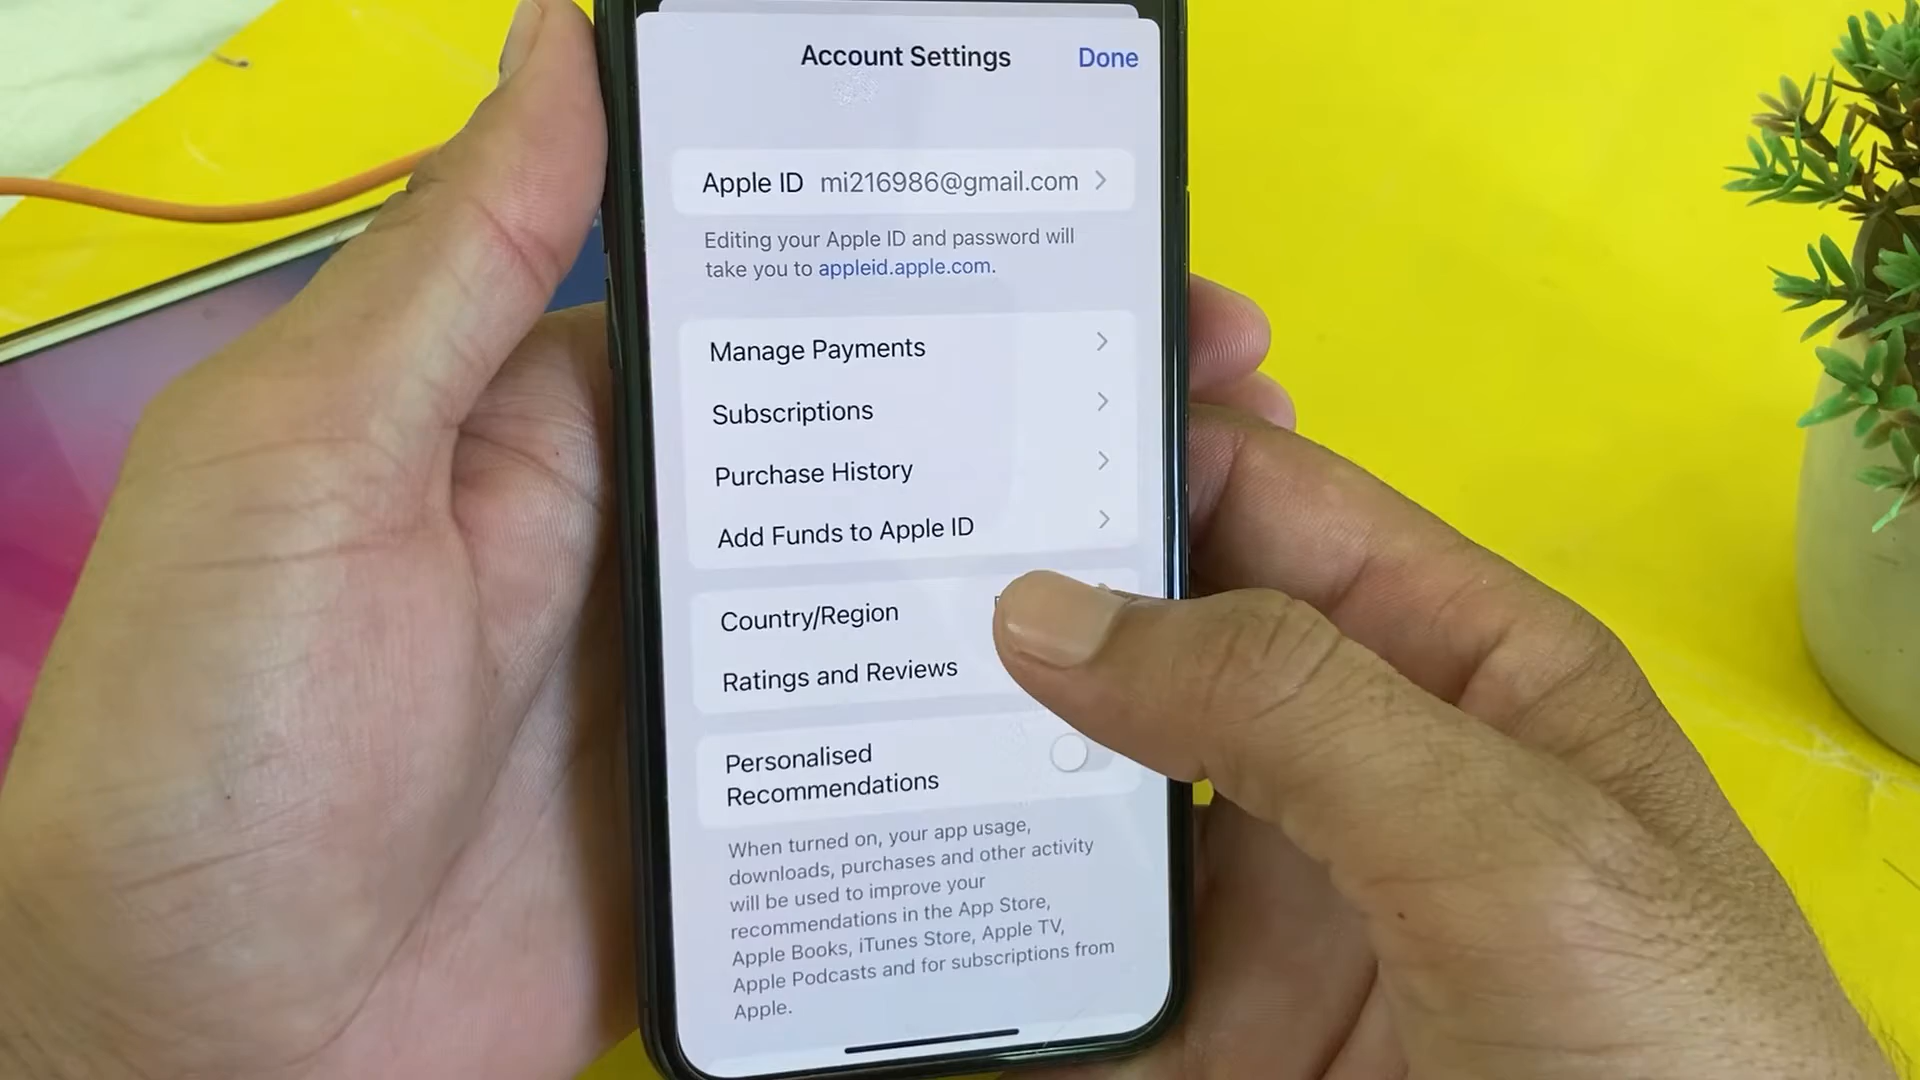 Account Settings
Done
Apple ID mi216986@gmail.com
Editing your Apple ID and password will
take you to appleid.apple.com.
Manage Payments
Subscriptions
Purchase History
Add Funds to Apple ID
Country/Region
Ratings and Reviews
Personalised
Recommendations
When turned on, your app usage,
downloads, purchases and other activity
will be used to improve your
recommendations in the App Store,
Apple Books, iTunes Store, Apple TV,
Apple Podcasts and for subscriptions from
Apple.